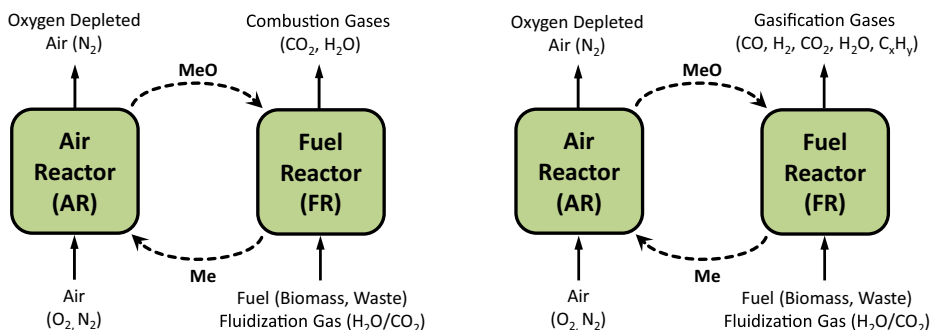 Oxygen Depleted
Air (N₂)
Combustion Gases
(CO₂, H₂O)
MeO
Air
Reactor
(AR)
Fuel
Reactor
(FR)
Me
Air
(O₂, N₂)
Fuel (Biomass, Waste)
Fluidization Gas (H₂O/CO₂)
Oxygen Depleted
Air (N₂)
Gasification Gases
(CO, H₂, CO₂, H₂O, CₓHᵧ)
MeO
Air
Reactor
(AR)
Fuel
Reactor
(FR)
Me
Air
(O₂, N₂)
Fuel (Biomass, Waste)
Fluidization Gas (H₂O/CO₂)